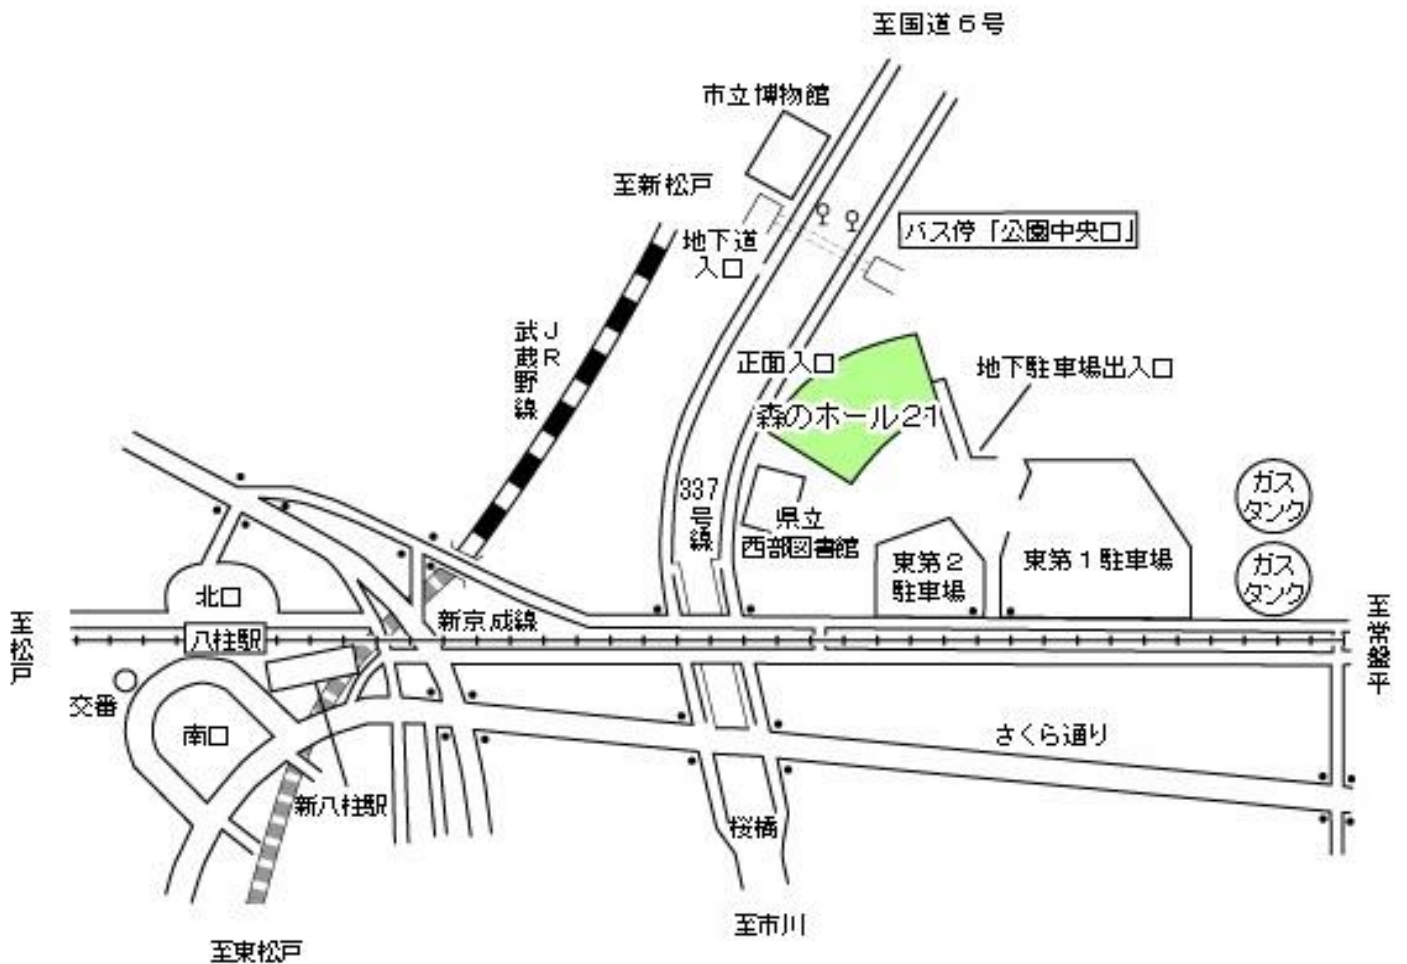 至国道6号
市立博物館
至新松戸
地下道
入口
バス停「公園中央口」
JR
武蔵野線
正面入口
地下駐車場出入口
森のホール21
337号線
県立
西部図書館
ガス
タンク
東第2
駐車場
東第1駐車場
ガス
タンク
北口
新京成線
至松戸
八柱駅
至常盤平
交番
南口
さくら通り
新八柱駅
桜橋
至市川
至東松戸